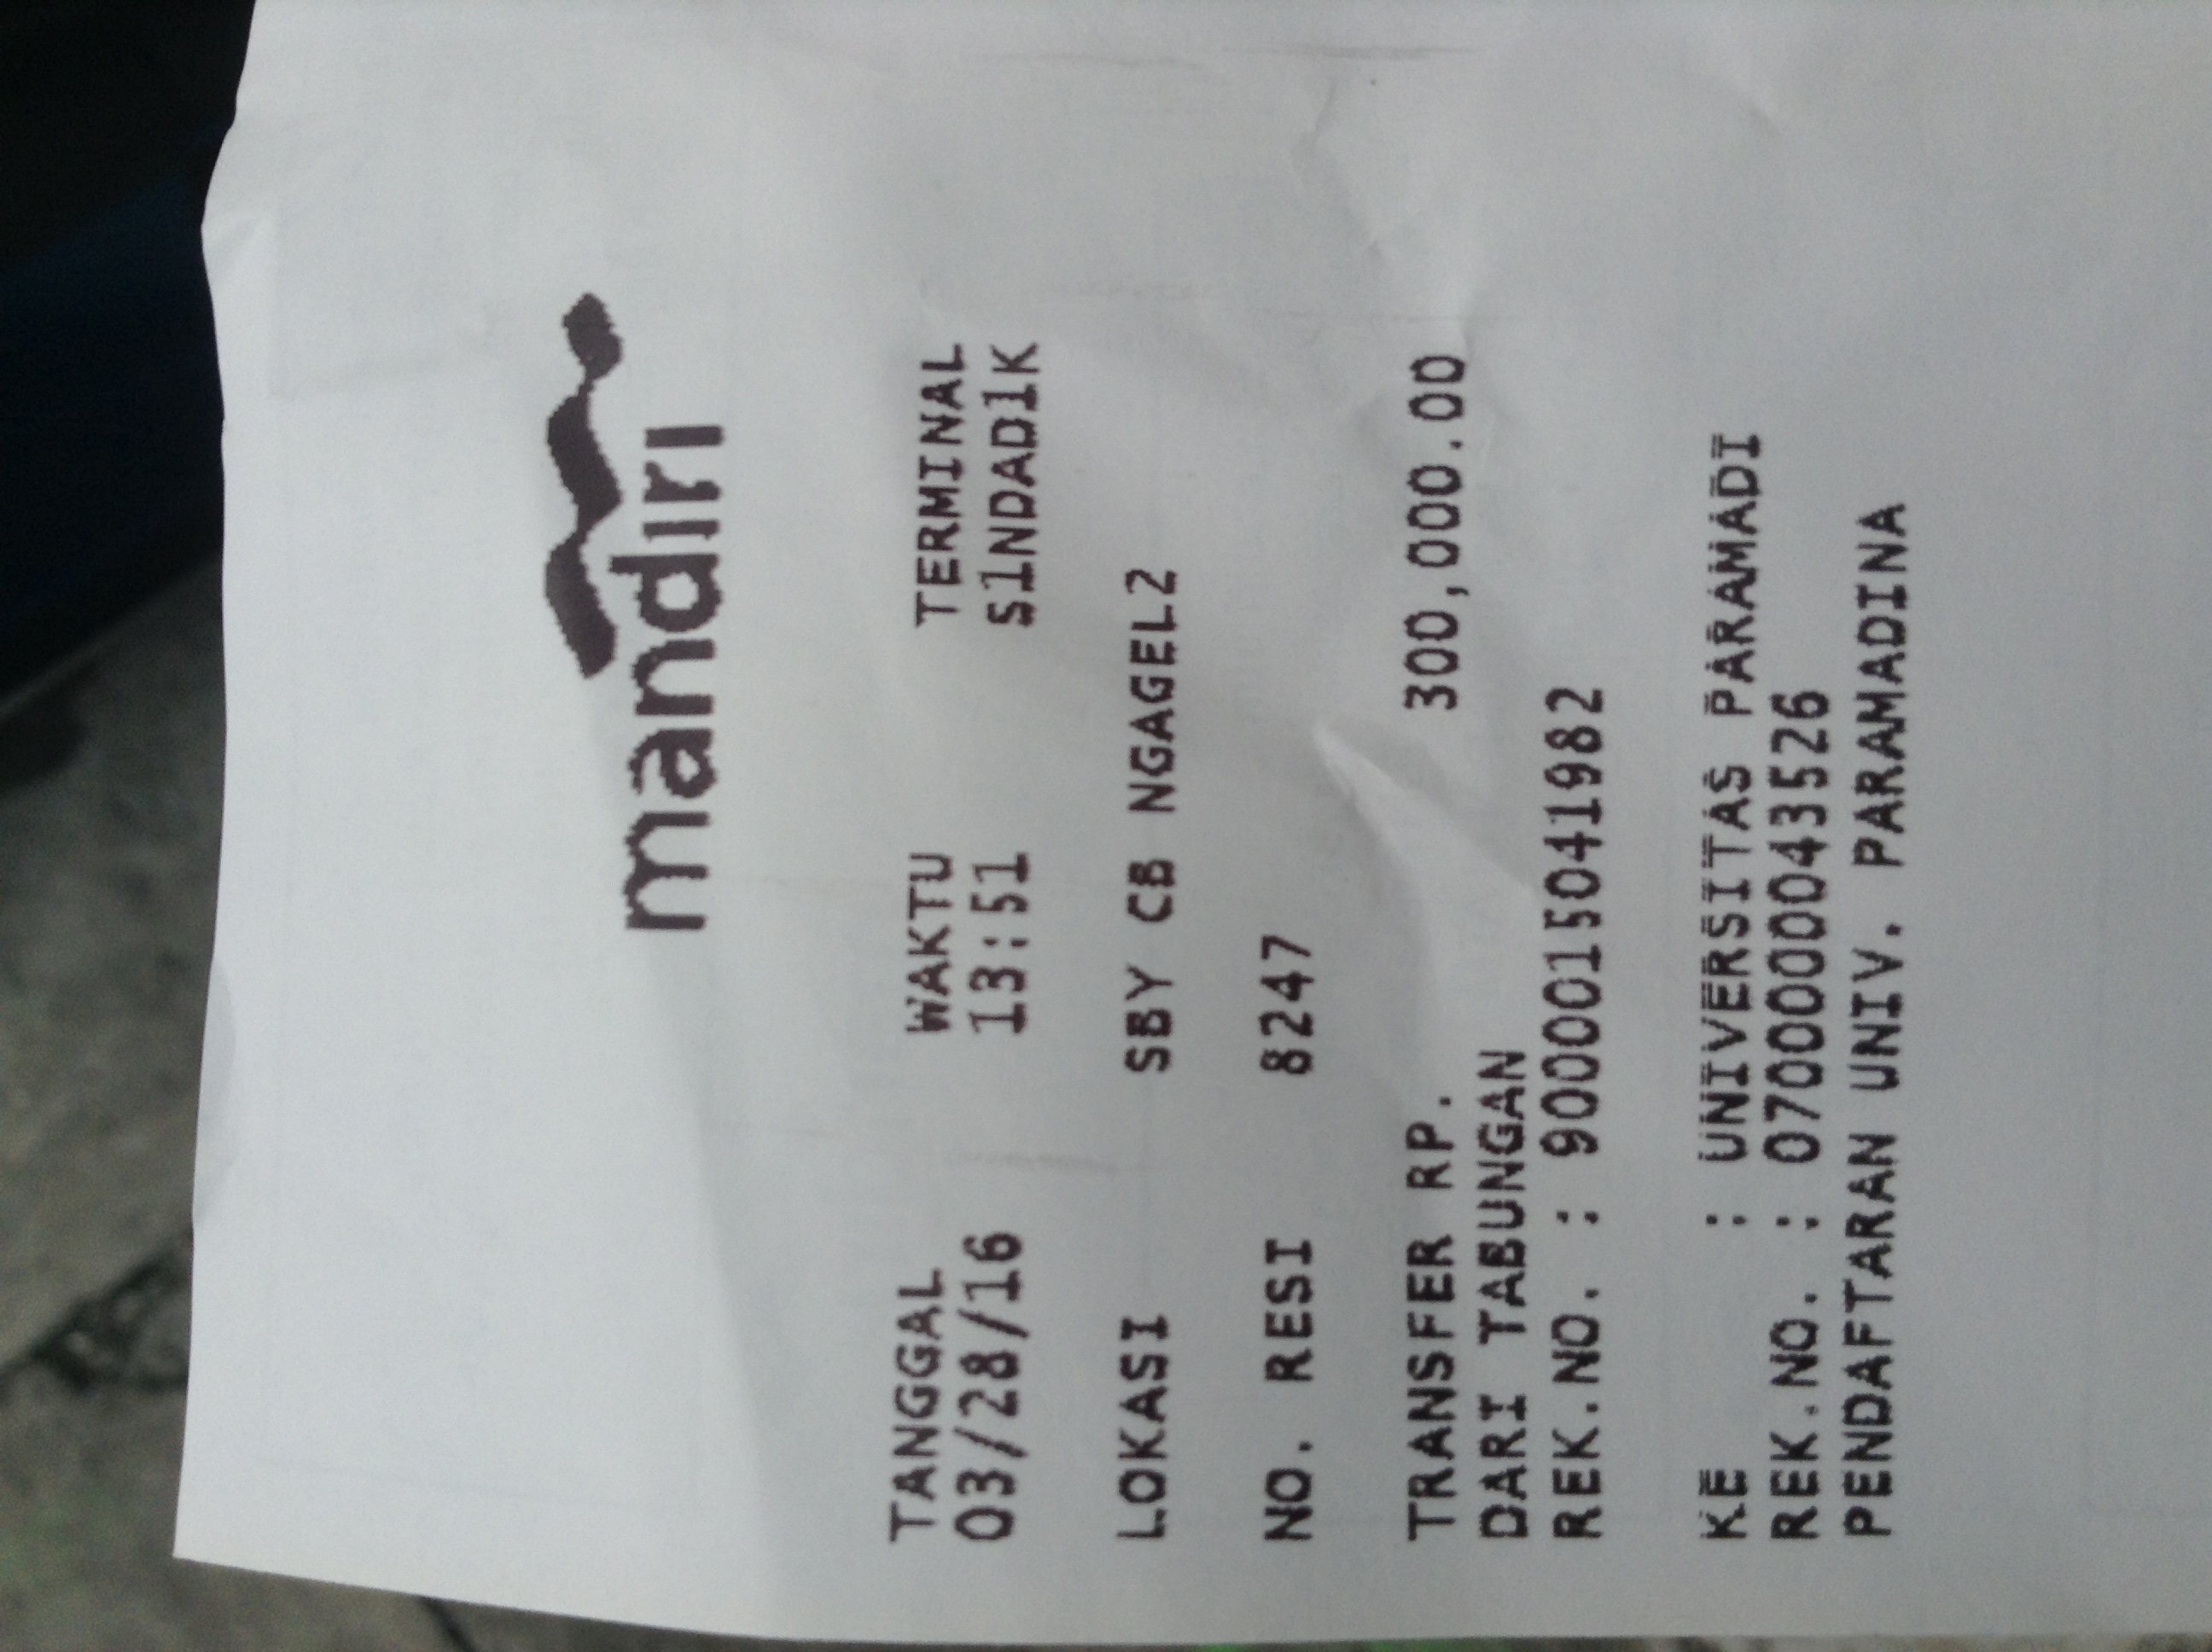 mandiri
TANGGAL WAKTU TERMINAL
03/28/16 13:51 S1NDAD1K
LOKASI SBY CB NGAGEL2
NO. RESI 8247
TRANSFER RP. 300,000.00
DARI TABUNGAN
REK.NO. : 9000015041982
KE : UNIVERSITAS PARAMADI
REK.NO. : 0700000043526
PENDAFTARAN UNIV. PARAMADINA